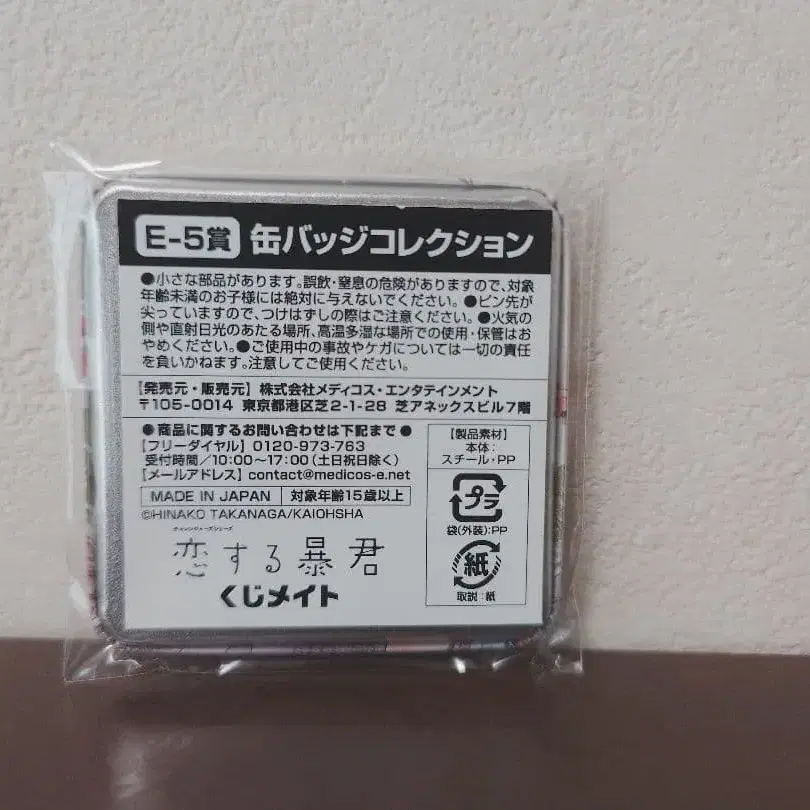 E-5賞 缶バッジコレクション
●小さな部品があります。誤飲・窒息の危険がありますので、対象
年齢未満のお子様には絶対に与えないでください。●ピン先が
尖っていますので、つけはずしの際はご注意ください。●火気の
側や直射日光のあたる場所、高温多湿な場所での使用・保管はお
やめください。●ご使用中の事故やケガについては一切の責任
を負いかねます。注意してご使用ください。
【発売元・販売元】株式会社メディコス・エンタテインメント
〒105-0014 東京都港区芝2-1-28 芝アネックスビル7階
●商品に関するお問い合わせは下記まで●
【フリーダイヤル】0120-973-763
受付時間/10:00～17:00(土日祝日除く)
【メールアドレス】contact@medicos-e.net
MADE IN JAPAN 対象年齢15歳以上
©HINAKO TAKANAGA/KAIOHSHA
恋する暴君
くじメイト
【製品素材】
本体:
スチール・PP
プラ
袋(外装):PP
紙
取説:紙